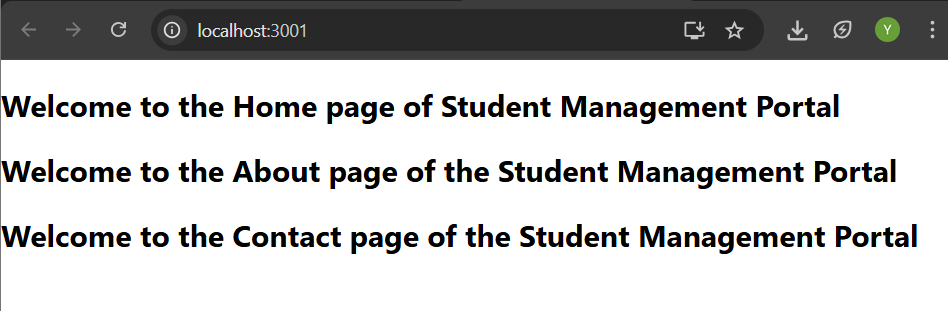 localhost:3001
Y
Welcome to the Home page of Student Management Portal
Welcome to the About page of the Student Management Portal
Welcome to the Contact page of the Student Management Portal